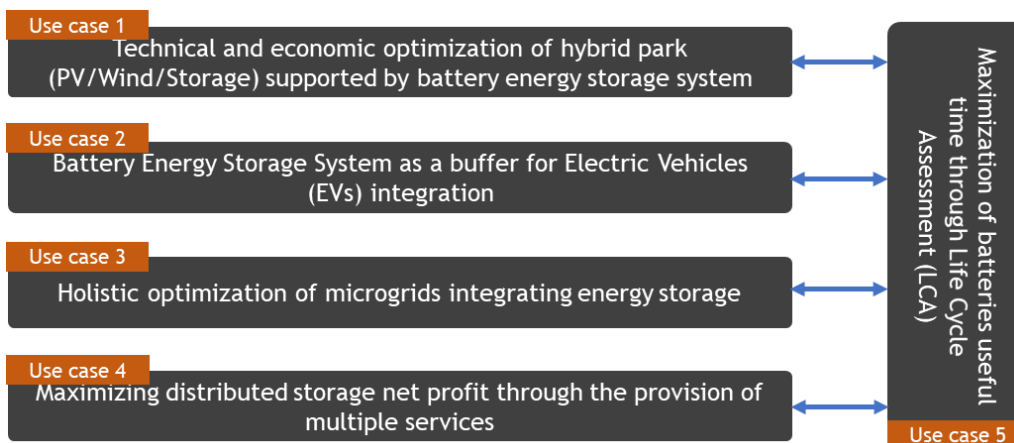 Use case 1
Technical and economic optimization of hybrid park
(PV/Wind/Storage) supported by battery energy storage system
Use case 2
Battery Energy Storage System as a buffer for Electric Vehicles
(EVs) integration
Use case 3
Holistic optimization of microgrids integrating energy storage
Use case 4
Maximizing distributed storage net profit through the provision of
multiple services
Maximization of batteries useful
time through Life Cycle
Assessment (LCA)
Use case 5